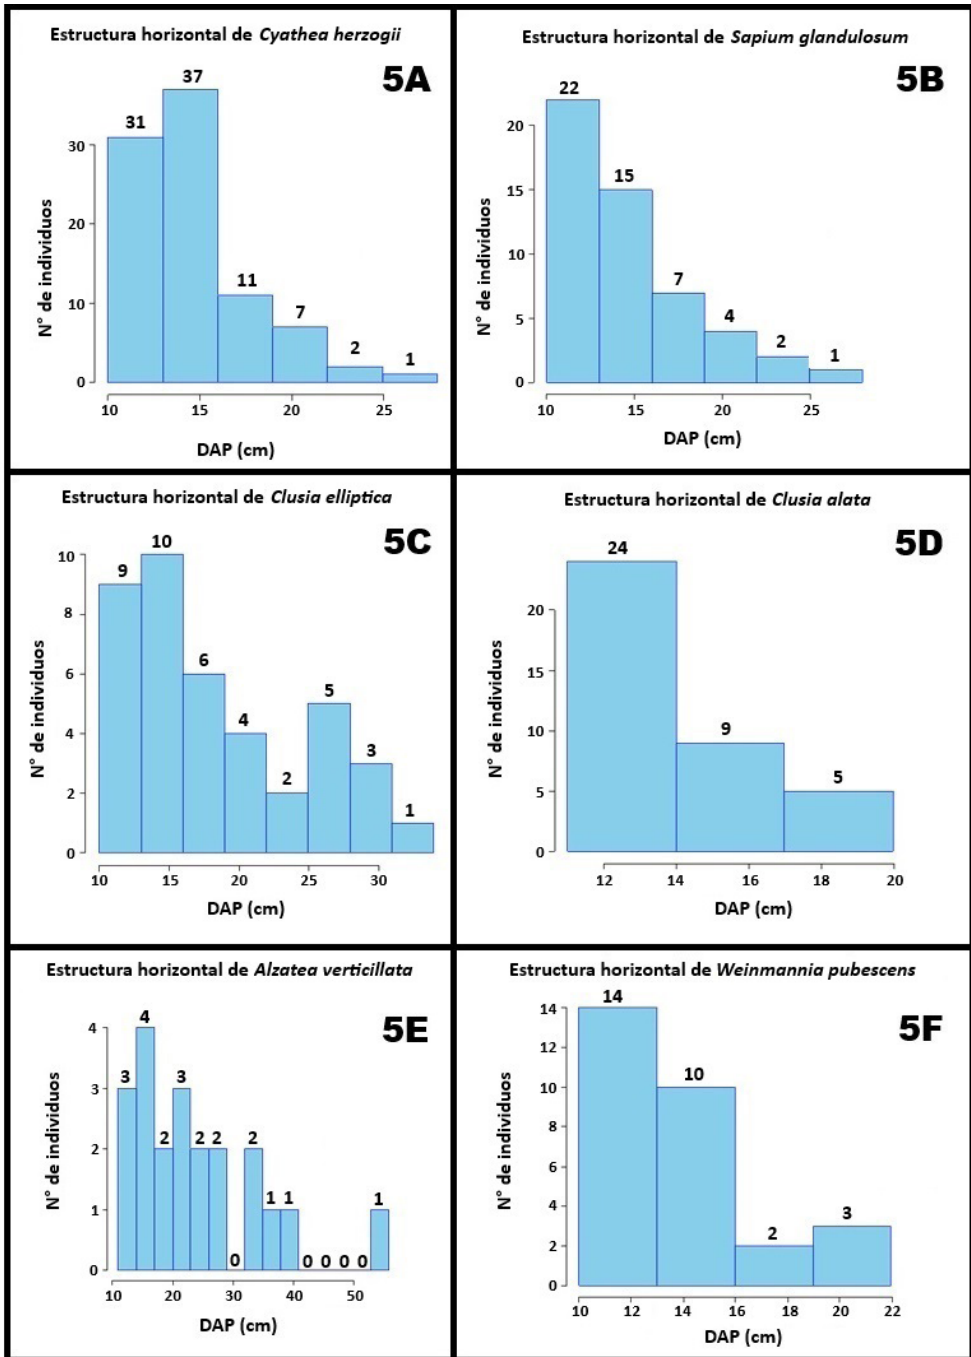 Estructura horizontal de Cyathea herzogii
5A
37
31
30
20
11
10
7
2
1
0
N° de individuos
10 15 20 25
DAP (cm)
Estructura horizontal de Sapium glandulosum
5B
22
20
15
15
10
7
5
4
2
1
0
N° de individuos
10 15 20 25
DAP (cm)
Estructura horizontal de Clusia elliptica
5C
10
10
9
8
6
6
5
4
4
3
2
2
1
0
N° de individuos
10 15 20 25 30
DAP (cm)
Estructura horizontal de Clusia alata
5D
24
20
15
10
9
5
5
0
N° de individuos
12 14 16 18 20
DAP (cm)
Estructura horizontal de Alzatea verticillata
5E
4
3
2
1
0
3 4 2 3 2 2 0 2 1 1 0 0 0 0 1
N° de individuos
10 20 30 40 50
DAP (cm)
Estructura horizontal de Weinmannia pubescens
5F
14
12
10
8
6
4
2
0
14 10 2 3
N° de individuos
10 12 14 16 18 20 22
DAP (cm)